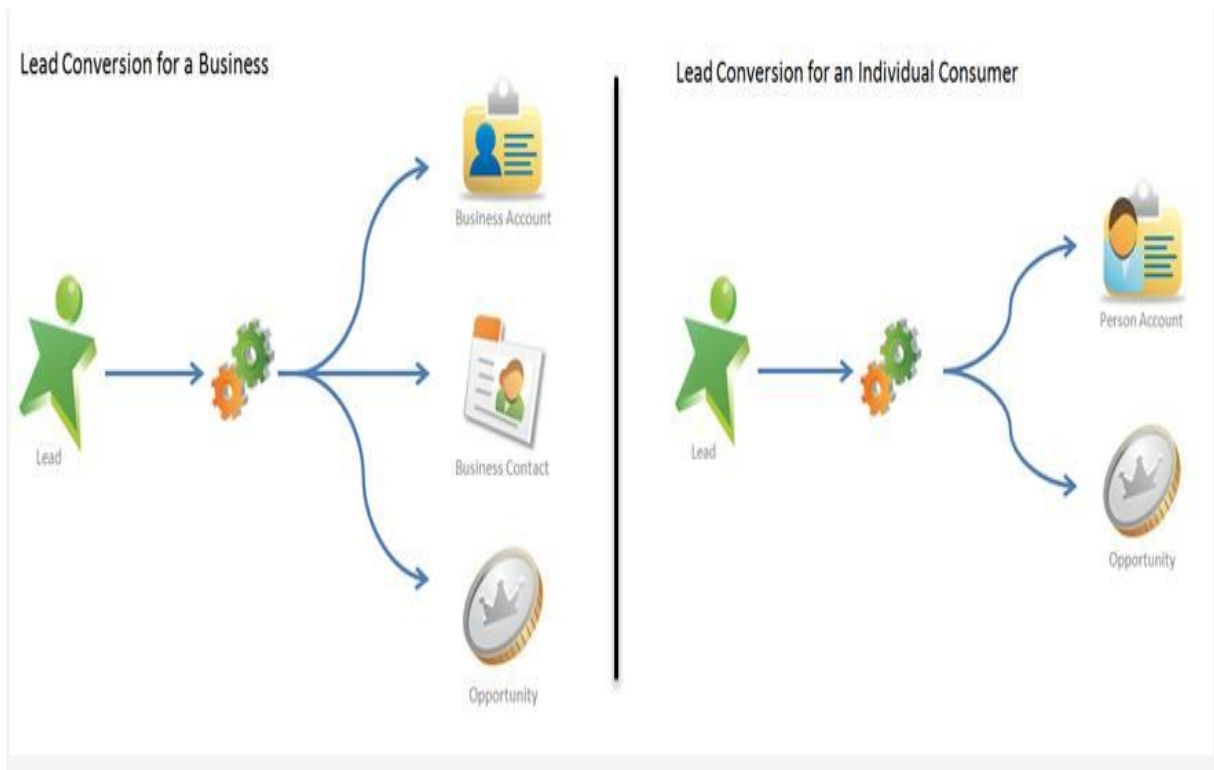 Lead Conversion for a Business
Business Account
Lead
Business Contact
Opportunity
Lead Conversion for an Individual Consumer
Person Account
Lead
Opportunity